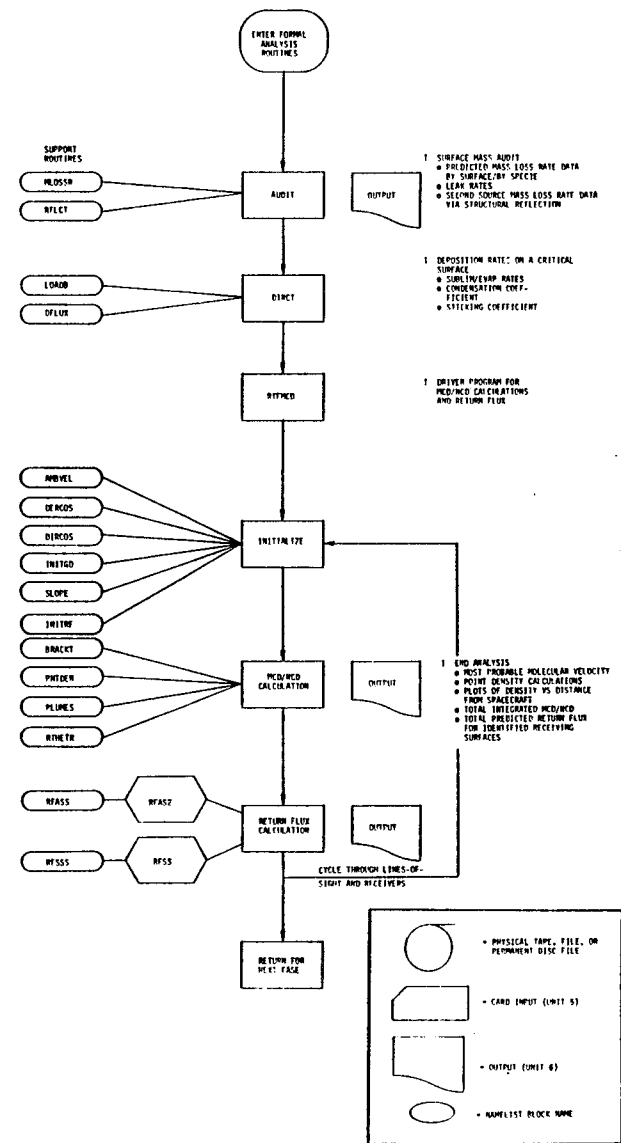 ENTER FORMAL
ANALYSIS
ROUTINES
SUPPORT
ROUTINES
MLOSSR
RFLCT
AUDIT
OUTPUT
SURFACE MASS AUDIT
• PREDICTED MASS LOSS RATE DATA
BY SURFACE/BY SPECIE
• LEAK RATES
• SECOND SOURCE MASS LOSS RATE DATA
VIA STRUCTURAL REFLECTION
LOADB
DFLUX
DIRCT
DEPOSITION RATES ON A CRITICAL
SURFACE
• SUBLIM/EVAP RATES
• CONDENSATION COEF-
FICIENT
• STICKING COEFFICIENT
RTFMCD
DRIVER PROGRAM FOR
MCD/NCD CALCULATIONS
AND RETURN FLUX
AMBVEL
DERCOS
DIRCOS
INITGD
SLOPE
INITRF
INITIALIZE
BRACKT
PNTDEN
PLUMES
RTHETR
MCD/NCD
CALCULATION
OUTPUT
END ANALYSIS
• MOST PROBABLE MOLECULAR VELOCITY
• POINT DENSITY CALCULATIONS
• PLOTS OF DENSITY VS DISTANCE
FROM SPACECRAFT
• TOTAL INTEGRATED MCD/NCD
• TOTAL PREDICTED RETURN FLUX
FOR IDENTIFIED RECEIVING
SURFACES
RFASS
RFAS2
RFSSS
RFSS
RETURN FLUX
CALCULATION
OUTPUT
CYCLE THROUGH LINES-OF-
SIGHT AND RECEIVERS
RETURN FOR
NEXT CASE
- PHYSICAL TAPE, FILE, OR
PERMANENT DISC FILE
- CARD INPUT (UNIT 5)
- OUTPUT (UNIT 6)
- NAMELIST BLOCK NAME